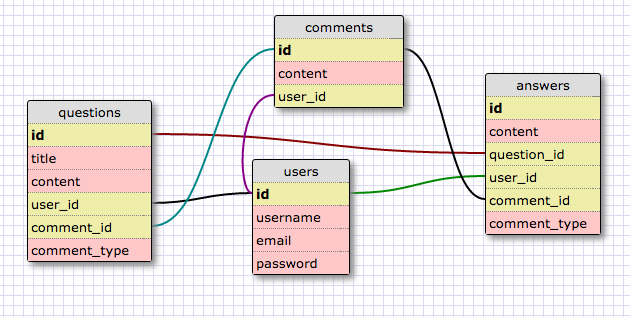 comments
id
content
user_id
questions
id
title
content
user_id
comment_id
comment_type
users
id
username
email
password
answers
id
content
question_id
user_id
comment_id
comment_type